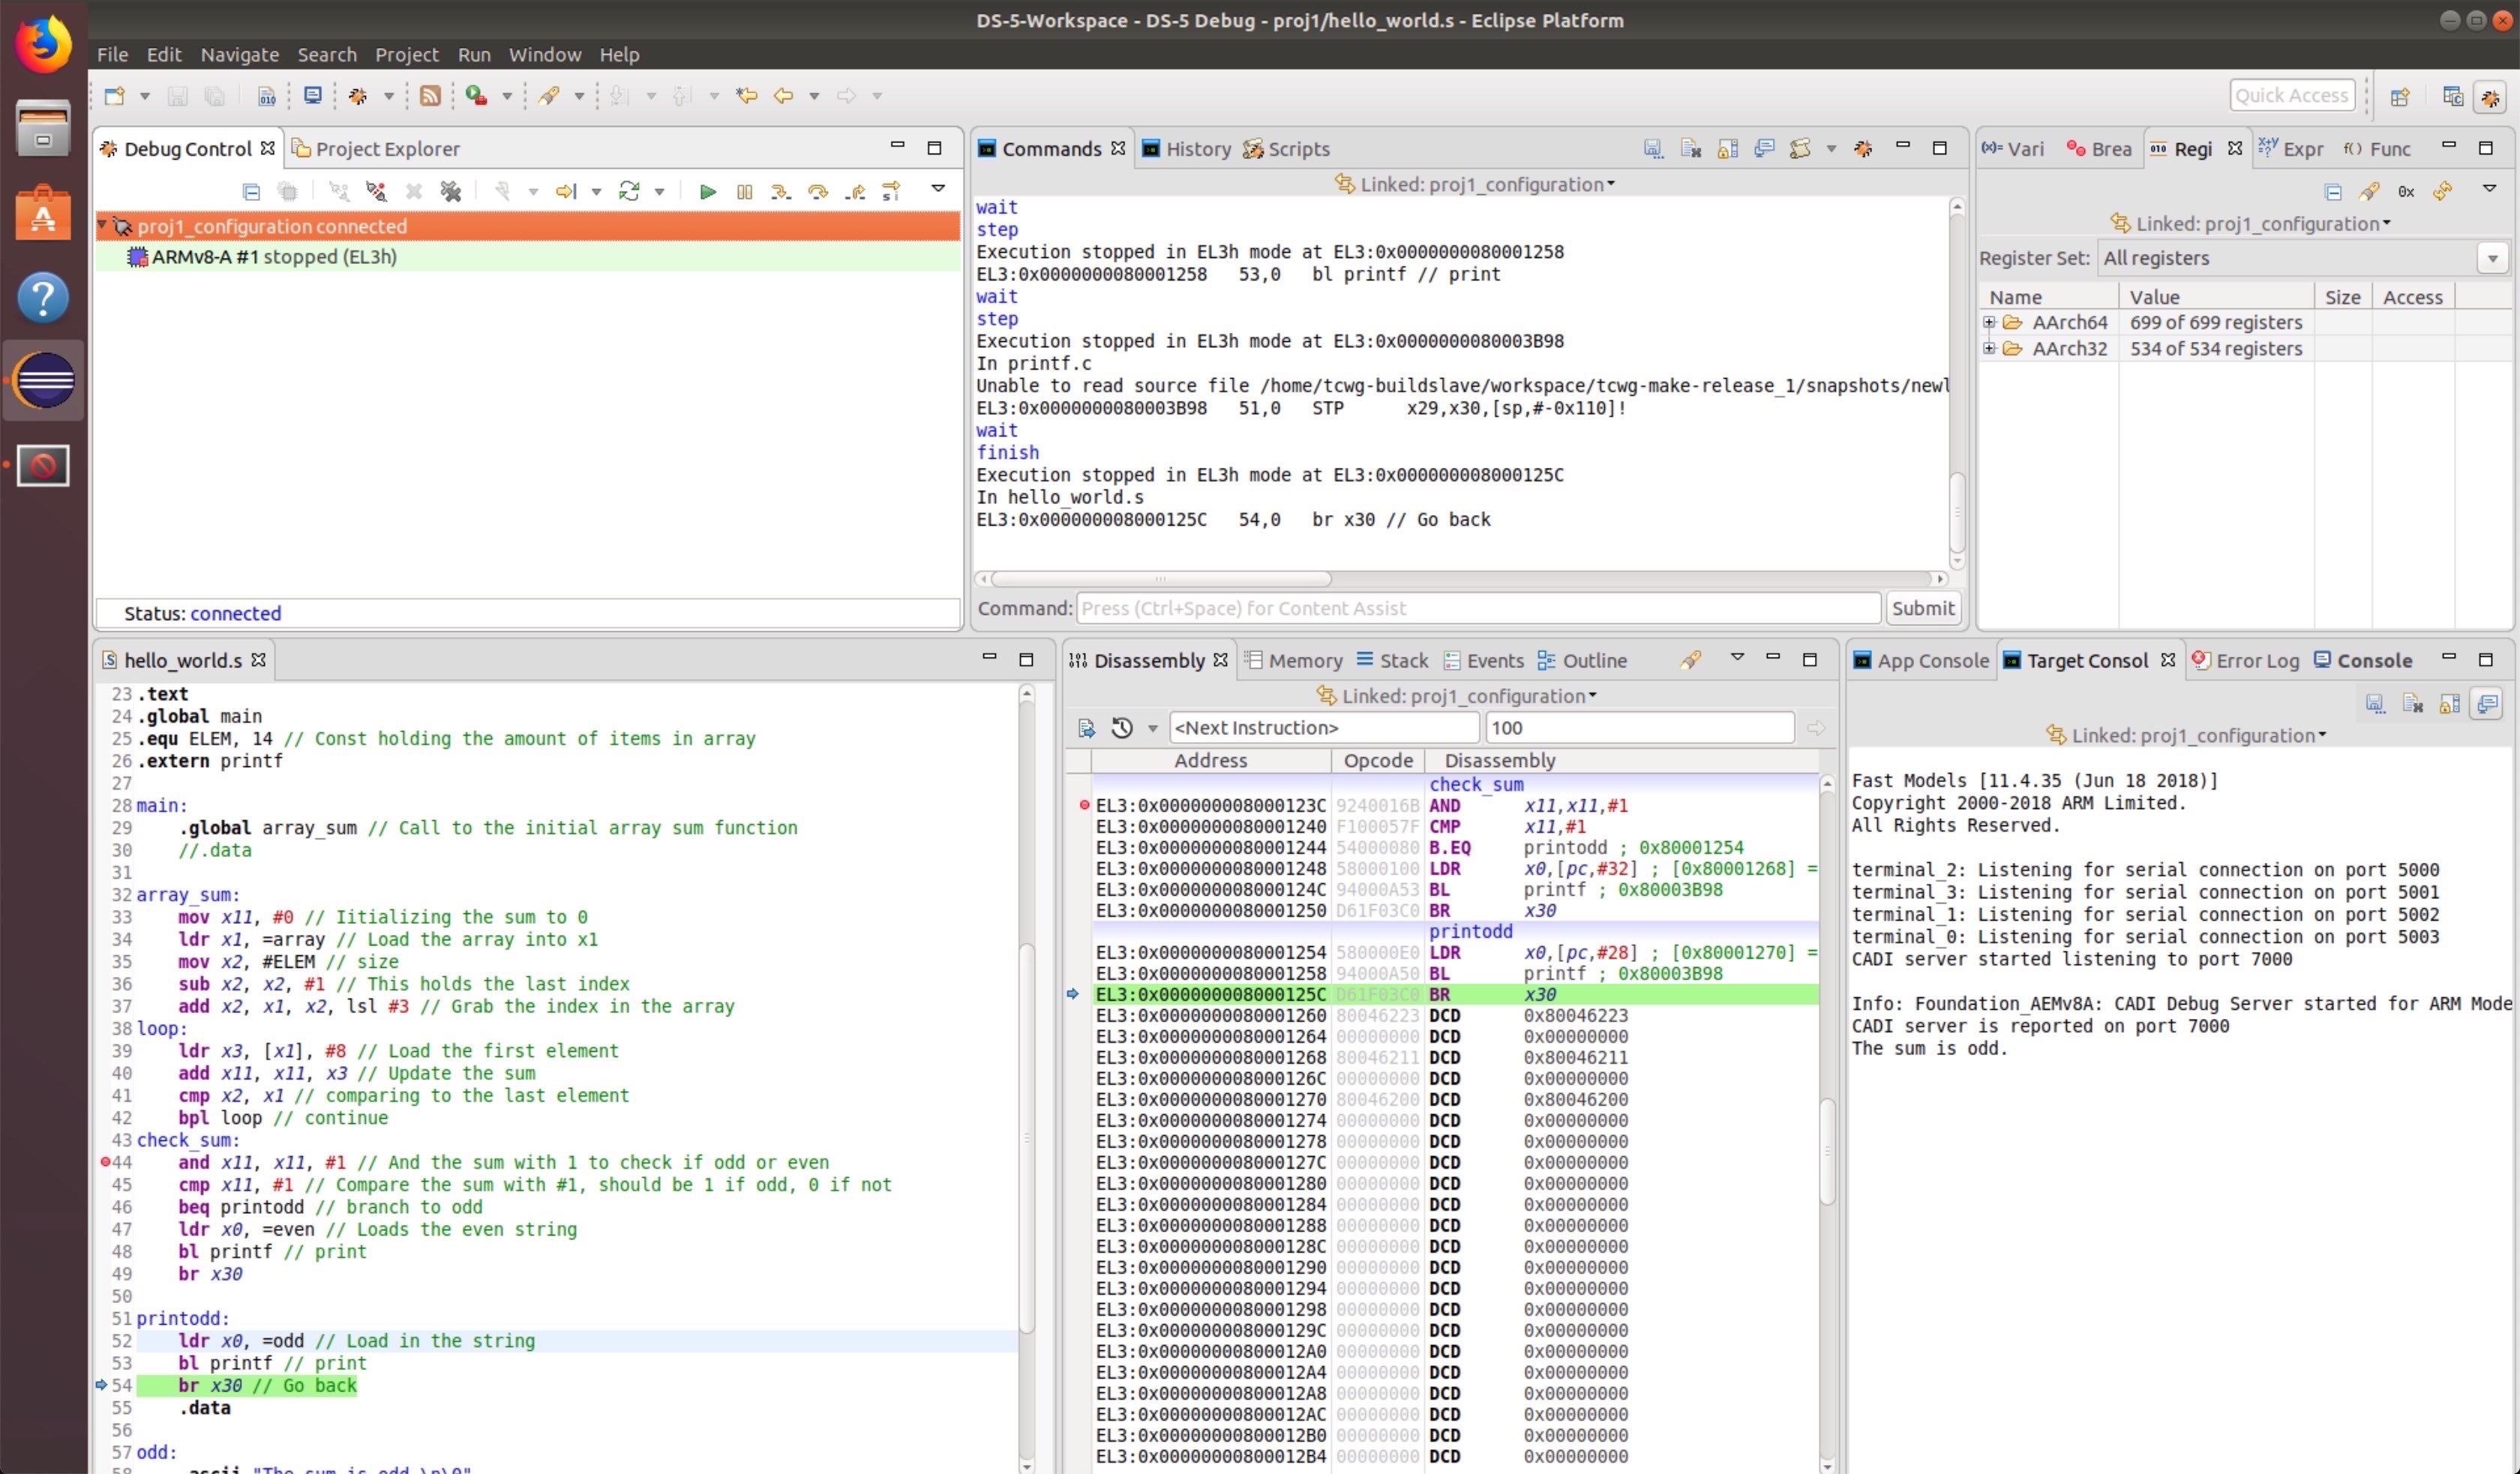 DS-5-Workspace - DS-5 Debug - proj1/hello_world.s - Eclipse Platform
File Edit Navigate Search Project Run Window Help
Quick Access
Debug Control Project Explorer
proj1_configuration connected
ARMv8-A #1 stopped (EL3h)
Status: connected
Commands History Scripts
Linked: proj1_configuration
wait
step
Execution stopped in EL3h mode at EL3:0x0000000080001258
EL3:0x0000000080001258 53,0 bl printf // print
wait
step
Execution stopped in EL3h mode at EL3:0x0000000080003B98
In printf.c
Unable to read source file /home/tcwg-buildslave/workspace/tcwg-make-release_1/snapshots/newl
EL3:0x0000000080003B98 51,0 STP x29,x30,[sp,#-0x110]!
wait
finish
Execution stopped in EL3h mode at EL3:0x000000008000125C
In hello_world.s
EL3:0x000000008000125C 54,0 br x30 // Go back
Command: Press (Ctrl+Space) for Content Assist Submit
(x)= Vari Brea 010 Regi Expr f() Func
0x
Linked: proj1_configuration
Register Set: All registers
Name Value Size Access
AArch64 699 of 699 registers
AArch32 534 of 534 registers
hello_world.s
23 .text
24 .global main
25 .equ ELEM, 14 // Const holding the amount of items in array
26 .extern printf
27
28 main:
29 .global array_sum // Call to the initial array sum function
30 //.data
31
32 array_sum:
33 mov x11, #0 // Iitializing the sum to 0
34 ldr x1, =array // Load the array into x1
35 mov x2, #ELEM // size
36 sub x2, x2, #1 // This holds the last index
37 add x2, x1, x2, lsl #3 // Grab the index in the array
38 loop:
39 ldr x3, [x1], #8 // Load the first element
40 add x11, x11, x3 // Update the sum
41 cmp x2, x1 // comparing to the last element
42 bpl loop // continue
43 check_sum:
44 and x11, x11, #1 // And the sum with 1 to check if odd or even
45 cmp x11, #1 // Compare the sum with #1, should be 1 if odd, 0 if not
46 beq printodd // branch to odd
47 ldr x0, =even // Loads the even string
48 bl printf // print
49 br x30
50
51 printodd:
52 ldr x0, =odd // Load in the string
53 bl printf // print
54 br x30 // Go back
55 .data
56
57 odd:
58 .ascii "The sum is odd.\n\0"
Disassembly Memory Stack Events Outline
Linked: proj1_configuration
<Next Instruction> 100
Address Opcode Disassembly
check_sum
EL3:0x000000008000123C 9240016B AND x11,x11,#1
EL3:0x0000000080001240 F100057F CMP x11,#1
EL3:0x0000000080001244 54000080 B.EQ printodd ; 0x80001254
EL3:0x0000000080001248 58000100 LDR x0,[pc,#32] ; [0x80001268] =
EL3:0x000000008000124C 94000A53 BL printf ; 0x80003B98
EL3:0x0000000080001250 D61F03C0 BR x30
printodd
EL3:0x0000000080001254 580000E0 LDR x0,[pc,#28] ; [0x80001270] =
EL3:0x0000000080001258 94000A50 BL printf ; 0x80003B98
EL3:0x000000008000125C D61F03C0 BR x30
EL3:0x0000000080001260 80046223 DCD 0x80046223
EL3:0x0000000080001264 00000000 DCD 0x00000000
EL3:0x0000000080001268 80046211 DCD 0x80046211
EL3:0x000000008000126C 00000000 DCD 0x00000000
EL3:0x0000000080001270 80046200 DCD 0x80046200
EL3:0x0000000080001274 00000000 DCD 0x00000000
EL3:0x0000000080001278 00000000 DCD 0x00000000
EL3:0x000000008000127C 00000000 DCD 0x00000000
EL3:0x0000000080001280 00000000 DCD 0x00000000
EL3:0x0000000080001284 00000000 DCD 0x00000000
EL3:0x0000000080001288 00000000 DCD 0x00000000
EL3:0x000000008000128C 00000000 DCD 0x00000000
EL3:0x0000000080001290 00000000 DCD 0x00000000
EL3:0x0000000080001294 00000000 DCD 0x00000000
EL3:0x0000000080001298 00000000 DCD 0x00000000
EL3:0x000000008000129C 00000000 DCD 0x00000000
EL3:0x00000000800012A0 00000000 DCD 0x00000000
EL3:0x00000000800012A4 00000000 DCD 0x00000000
EL3:0x00000000800012A8 00000000 DCD 0x00000000
EL3:0x00000000800012AC 00000000 DCD 0x00000000
EL3:0x00000000800012B0 00000000 DCD 0x00000000
EL3:0x00000000800012B4 00000000 DCD 0x00000000
App Console Target Consol Error Log Console
Linked: proj1_configuration
Fast Models [11.4.35 (Jun 18 2018)]
Copyright 2000-2018 ARM Limited.
All Rights Reserved.
terminal_2: Listening for serial connection on port 5000
terminal_3: Listening for serial connection on port 5001
terminal_1: Listening for serial connection on port 5002
terminal_0: Listening for serial connection on port 5003
CADI server started listening to port 7000
Info: Foundation_AEMv8A: CADI Debug Server started for ARM Mode
CADI server is reported on port 7000
The sum is odd.